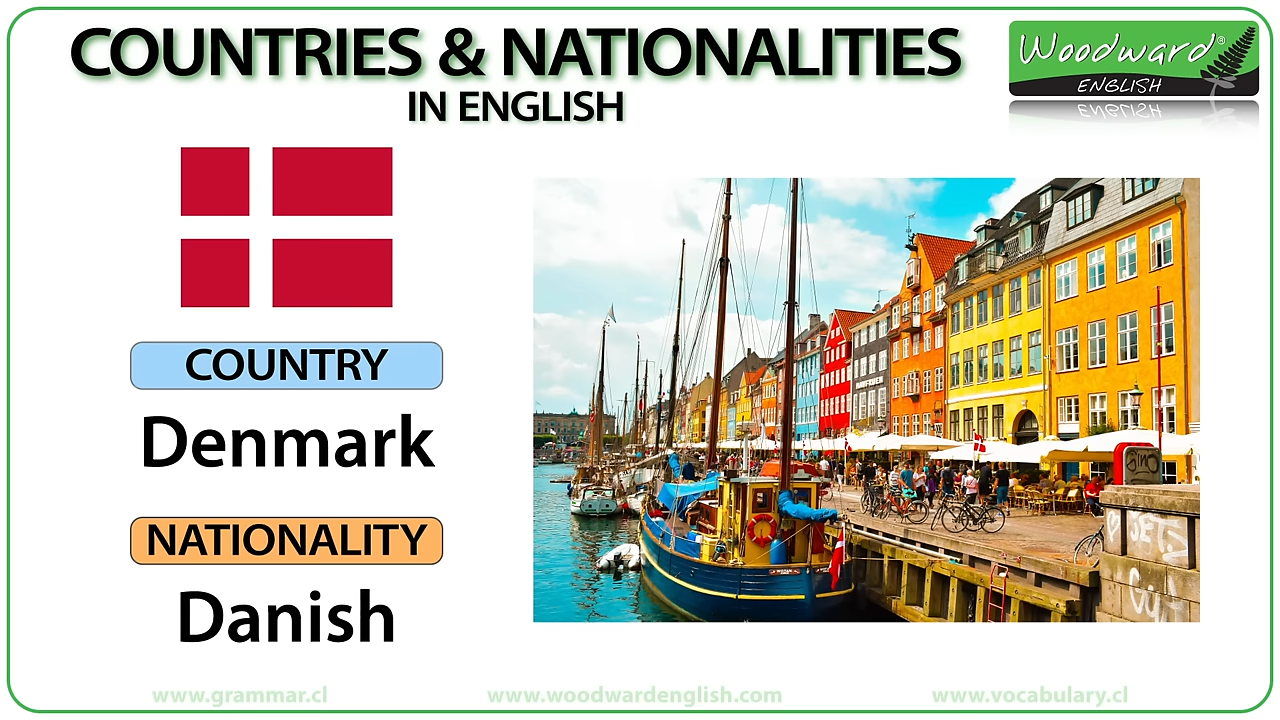 COUNTRIES & NATIONALITIES
IN ENGLISH
Woodward®
ENGLISH
COUNTRY
Denmark
NATIONALITY
Danish
www.grammar.cl
www.woodwardenglish.com
www.vocabulary.cl